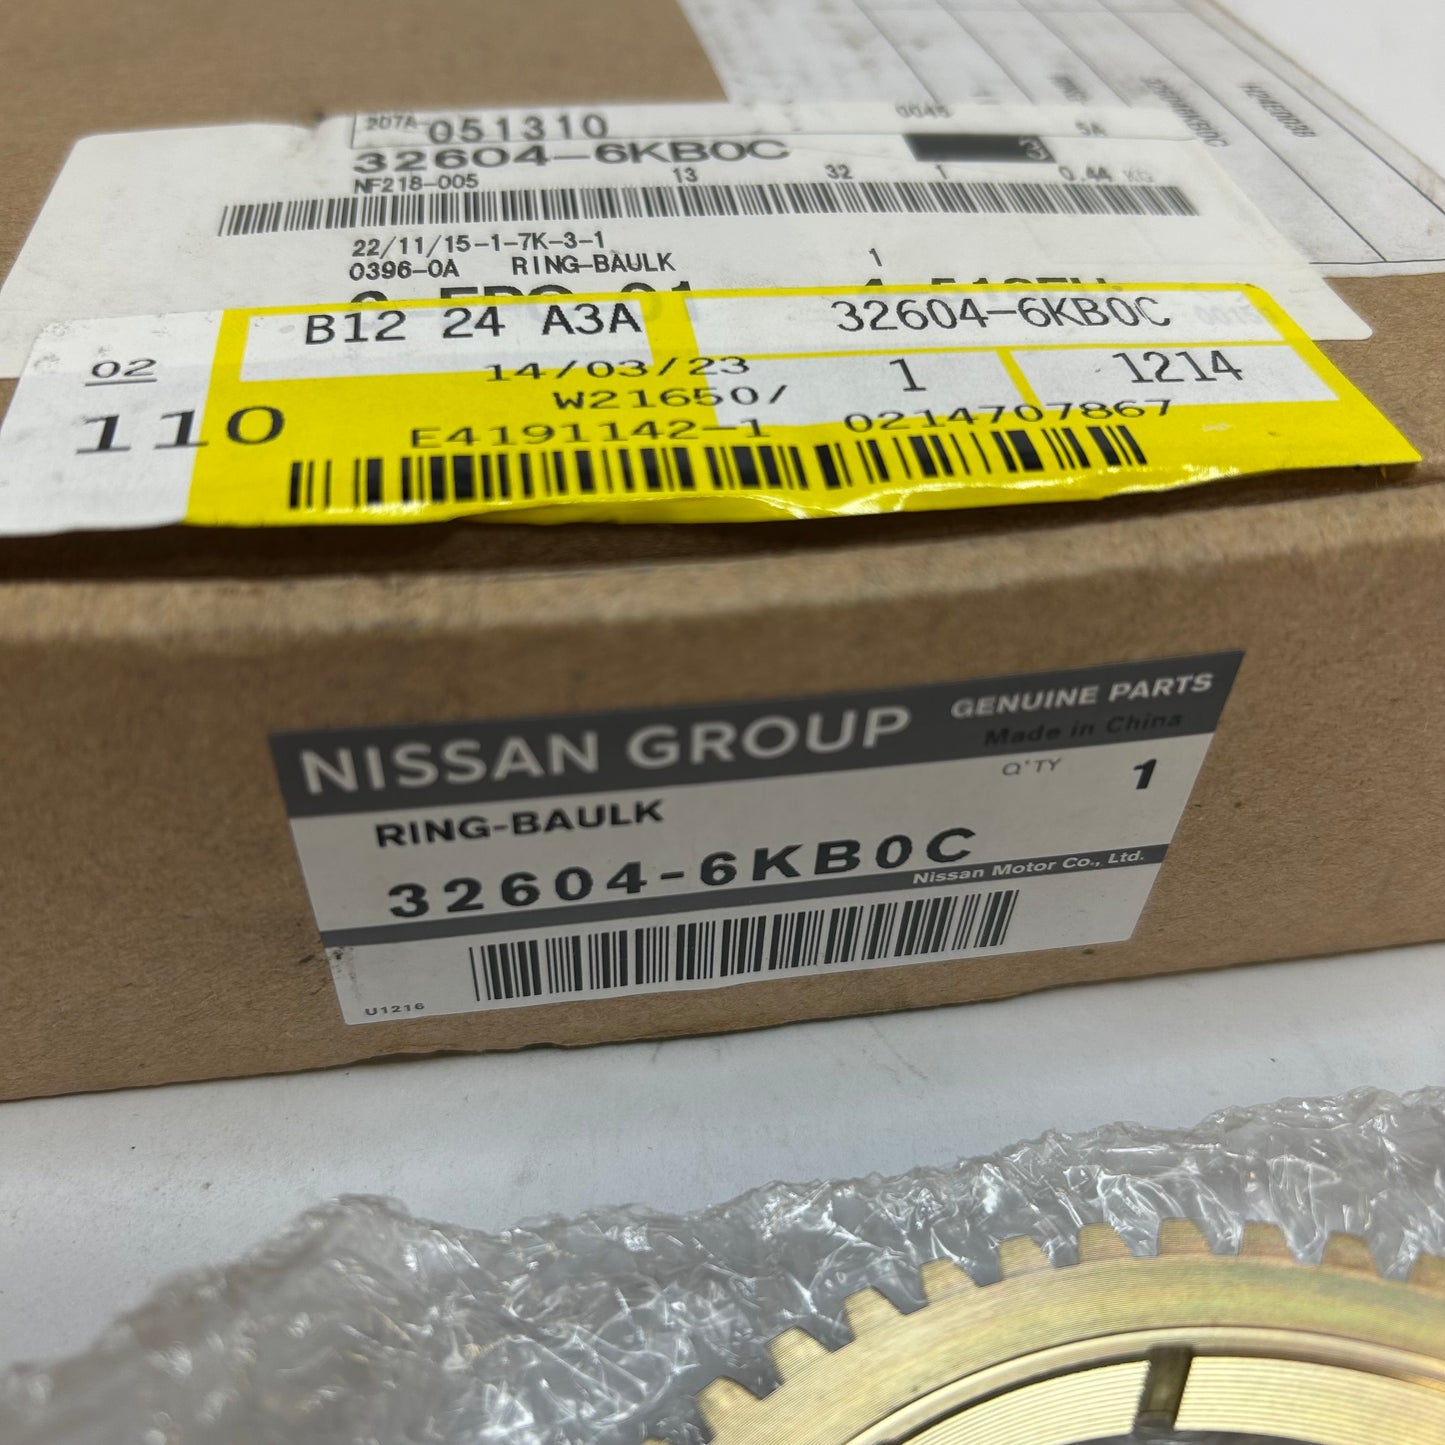 207A-051310
0045
5A
32604-6KB0C
3
NF218-005
13
32
1
0.44 KG
22/11/15-1-7K-3-1
0396-0A RING-BAULK
1
B12 24 A3A
32604-6KB0C
02
14/03/23
1
1214
W21650/
110
E4191142-1
0214707867
NISSAN GROUP
GENUINE PARTS
Made in China
RING-BAULK
Q'TY
1
32604-6KB0C
Nissan Motor Co., Ltd.
U1216